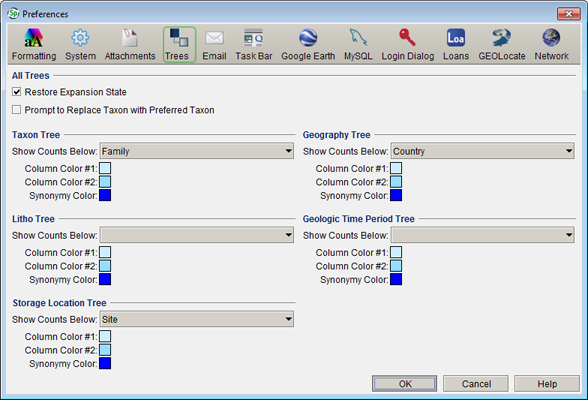 Spfy Preferences
Formatting System Attachments Trees Email Task Bar Google Earth MySQL Login Dialog Loans GEOLocate Network
aA Loa
All Trees
Restore Expansion State
Prompt to Replace Taxon with Preferred Taxon
Taxon Tree
Show Counts Below: Family
Column Color #1:
Column Color #2:
Synonymy Color:
Geography Tree
Show Counts Below: Country
Column Color #1:
Column Color #2:
Synonymy Color:
Litho Tree
Show Counts Below:
Column Color #1:
Column Color #2:
Synonymy Color:
Geologic Time Period Tree
Show Counts Below:
Column Color #1:
Column Color #2:
Synonymy Color:
Storage Location Tree
Show Counts Below: Site
Column Color #1:
Column Color #2:
Synonymy Color:
OK Cancel Help